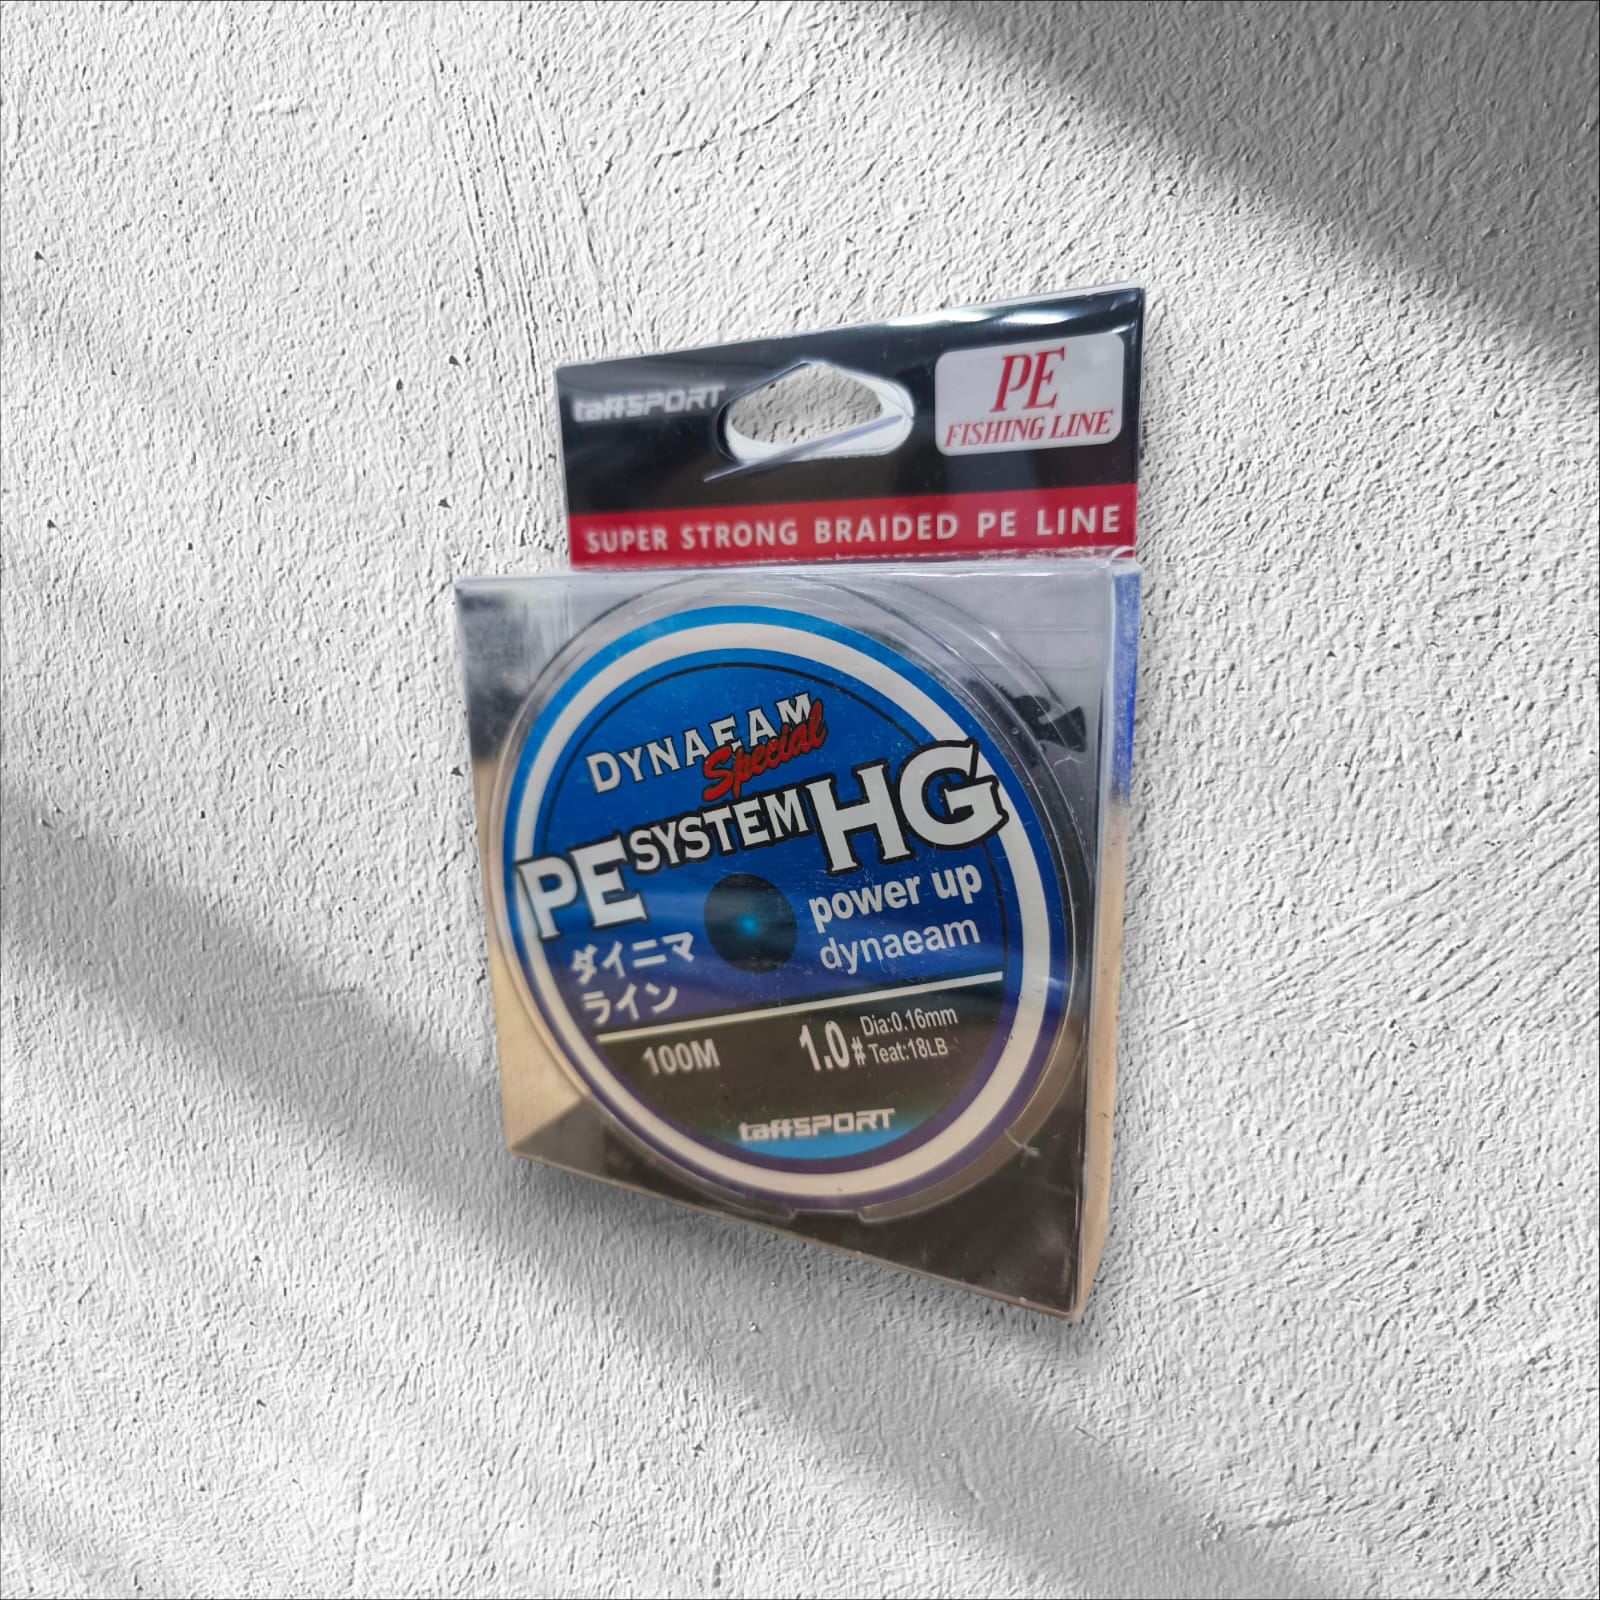 taffSPORT
PE
FISHING LINE
SUPER STRONG BRAIDED PE LINE
DYNAEAM
Special
PE SYSTEM HG
power up
dynaeam
ダイニマ
ライン
100M
1.0# Dia:0.16mm
Teat:18LB
taffSPORT